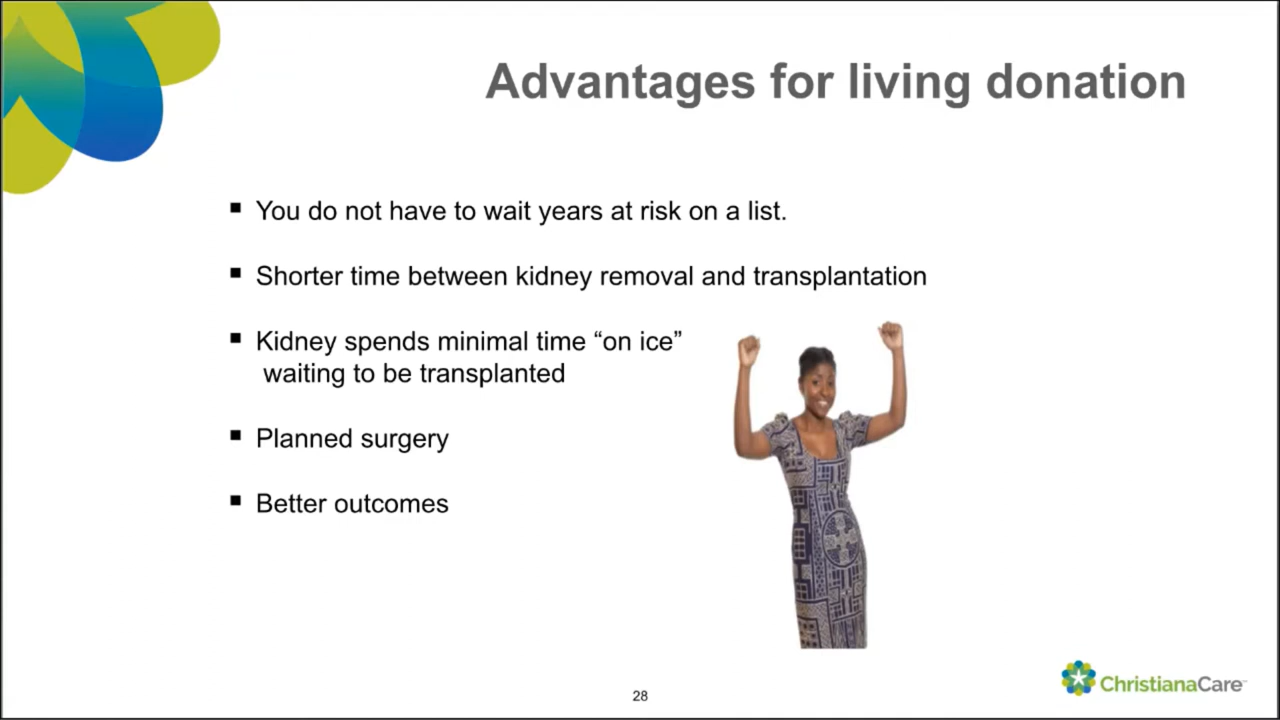 Advantages for living donation
▪ You do not have to wait years at risk on a list.
▪ Shorter time between kidney removal and transplantation
▪ Kidney spends minimal time “on ice”
waiting to be transplanted
▪ Planned surgery
▪ Better outcomes
28
ChristianaCare™